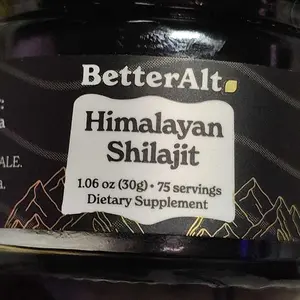 BetterAlt
Himalayan
Shilajit
1.06 oz (30g) • 75 servings
Dietary Supplement